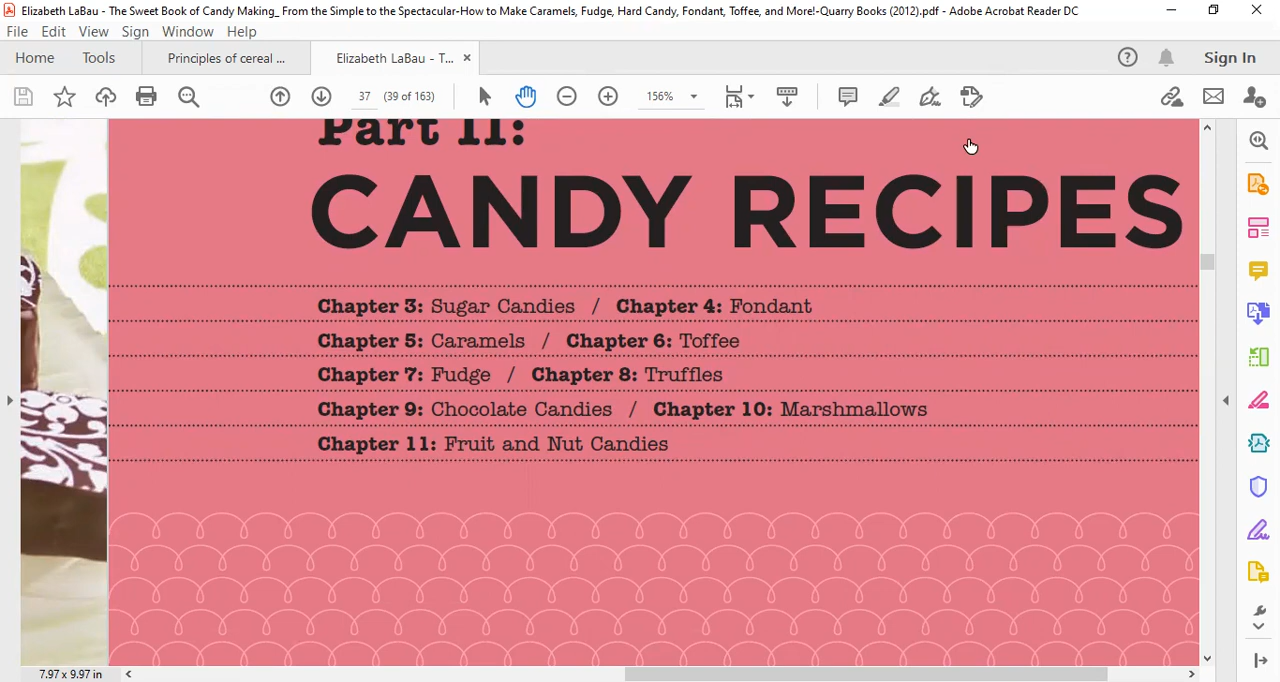 Elizabeth LaBau - The Sweet Book of Candy Making_ From the Simple to the Spectacular-How to Make Caramels, Fudge, Hard Candy, Fondant, Toffee, and More!-Quarry Books (2012).pdf - Adobe Acrobat Reader DC
File Edit View Sign Window Help
Home Tools Principles of cereal ... Elizabeth LaBau - T... × Sign In
37 (39 of 163) 156%
Part II:
CANDY RECIPES
Chapter 3: Sugar Candies / Chapter 4: Fondant
Chapter 5: Caramels / Chapter 6: Toffee
Chapter 7: Fudge / Chapter 8: Truffles
Chapter 9: Chocolate Candies / Chapter 10: Marshmallows
Chapter 11: Fruit and Nut Candies
7.97 x 9.97 in